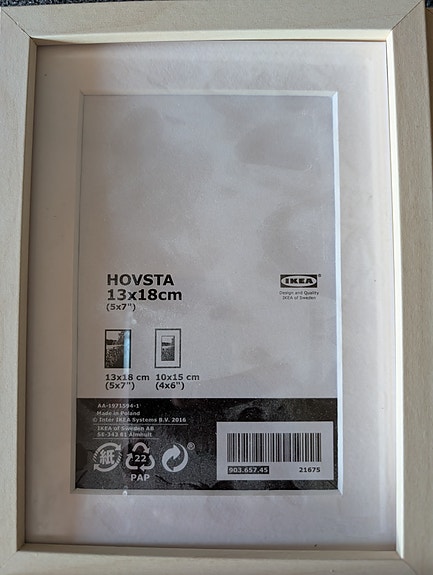 HOVSTA
13x18cm
(5x7")
IKEA®
Design and Quality
IKEA of Sweden
13x18 cm
(5x7")
10x15 cm
(4x6")
AA-1971594-1
Made in Poland
© Inter IKEA Systems B.V. 2016
IKEA of Sweden AB
SE-343 81 Älmhult
紙
22
PAP
®
903.657.45
21675